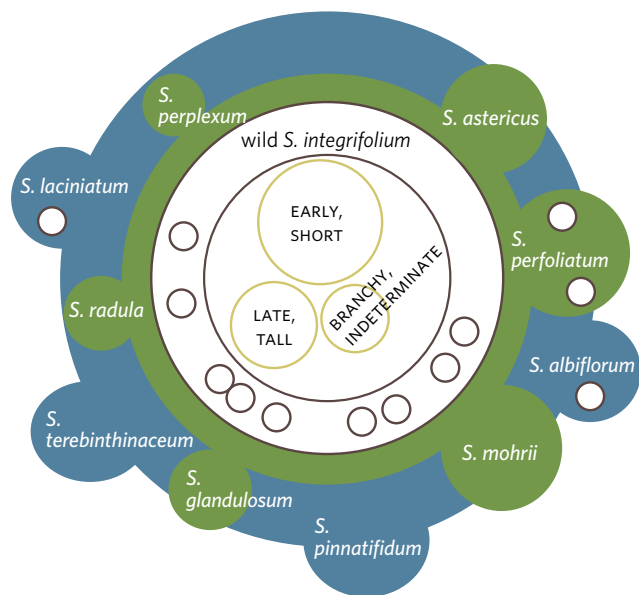 S.
perplexum
S. astericus
wild S. integrifolium
S. laciniatum
EARLY,
SHORT
S.
perfoliatum
BRANCHY,
INDETERMINATE
S. radula
LATE,
TALL
S. albiflorum
S.
terebinthinaceum
S. mohrii
S.
glandulosum
S.
pinnatifidum